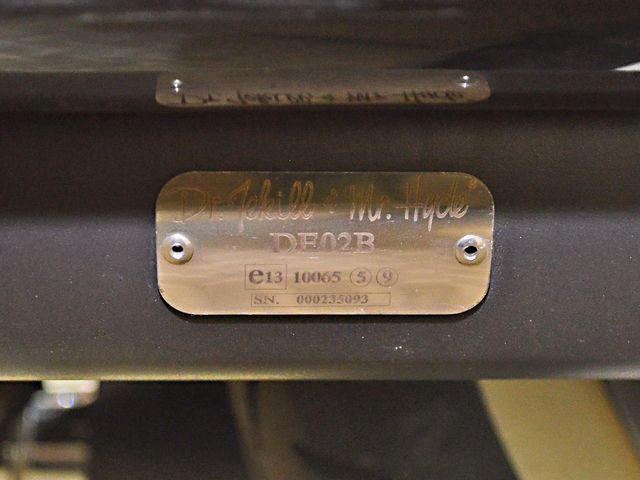 Dr. Jekill & Mr. Hyde®
DE02B
e13 10065 5 9
SN. 000235093